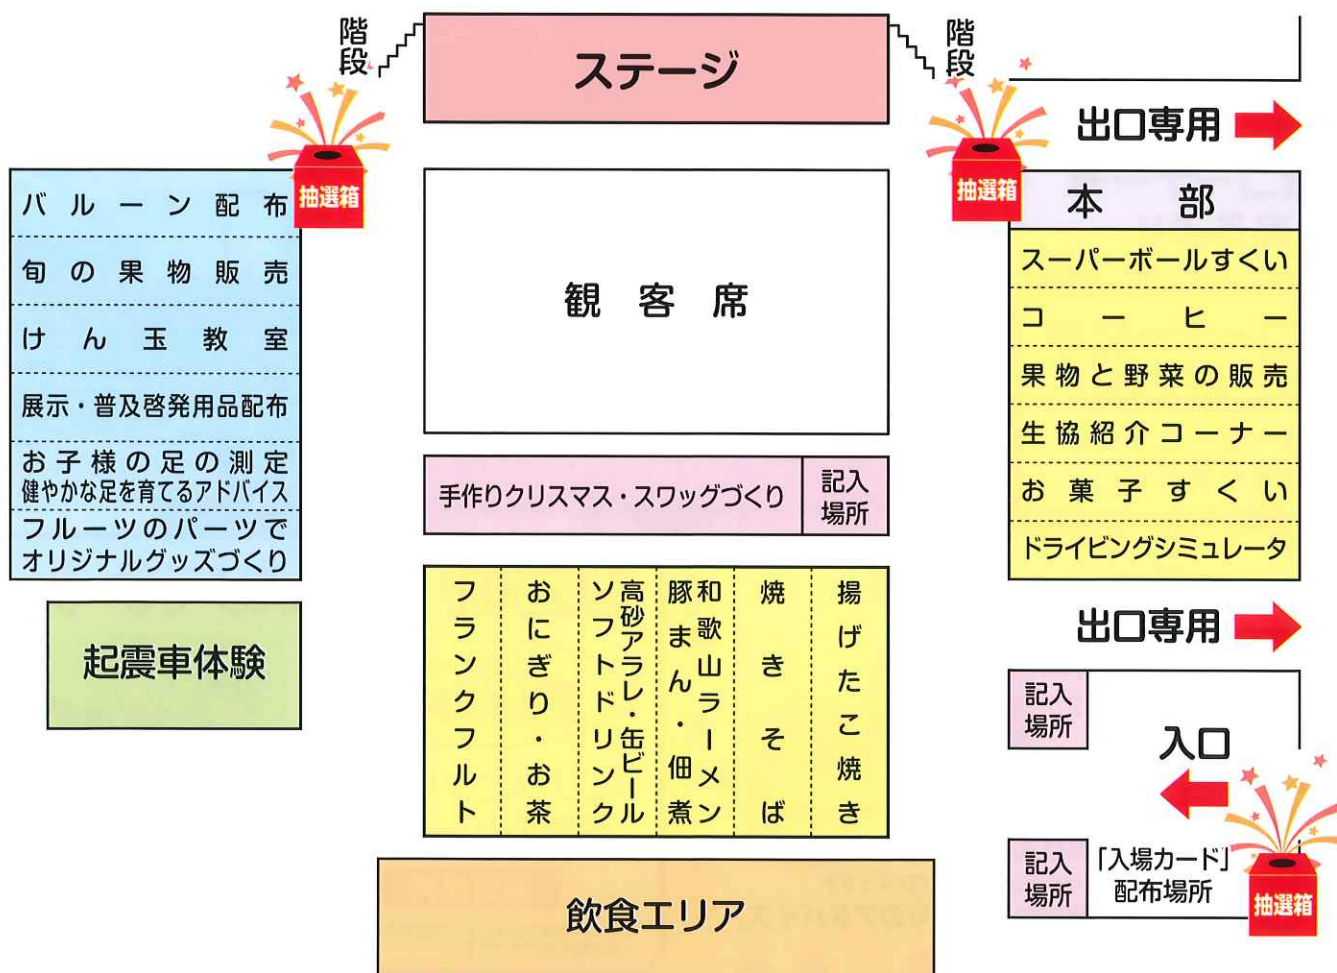 階段
ステージ
階段
出口専用
抽選箱
抽選箱
バルーン配布
旬の果物販売
けん玉教室
展示・普及啓発用品配布
お子様の足の測定
健やかな足を育てるアドバイス
フルーツのパーツで
オリジナルグッズづくり
起震車体験
観客席
手作りクリスマス・スワッグづくり
記入
場所
フランクフルト
おにぎり・お茶
高砂アラレ・缶ビール
ソフトドリンク
和歌山ラーメン
豚まん・佃煮
焼きそば
揚げたこ焼き
飲食エリア
本部
スーパーボールすくい
コーヒー
果物と野菜の販売
生協紹介コーナー
お菓子すくい
ドライビングシミュレータ
出口専用
記入
場所
入口
記入
場所
「入場カード」
配布場所
抽選箱